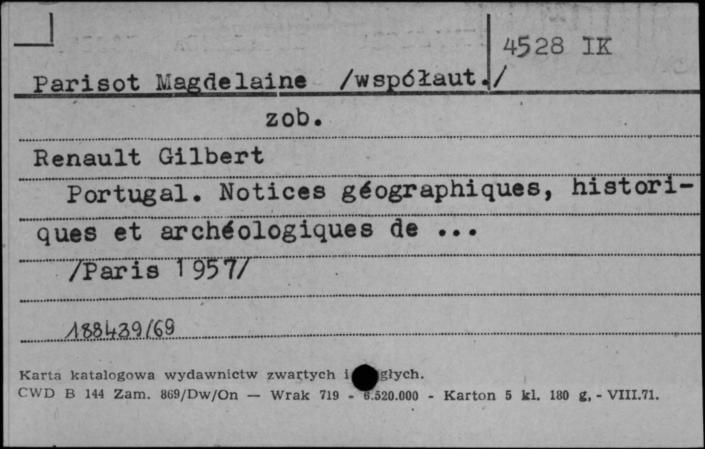 4528 IK
Parisot Magdelaine /współaut./
zob.
Renault Gilbert
Portugal. Notices géographiques, histori-
ques et archéologiques de ...
/Paris 1957/
188439/69
Karta katalogowa wydawnictw zwartych i głych.
CWD B 144 Zam. 869/Dw/On — Wrak 719 - 6.520.000 - Karton 5 kl. 180 g, - VIII.71.